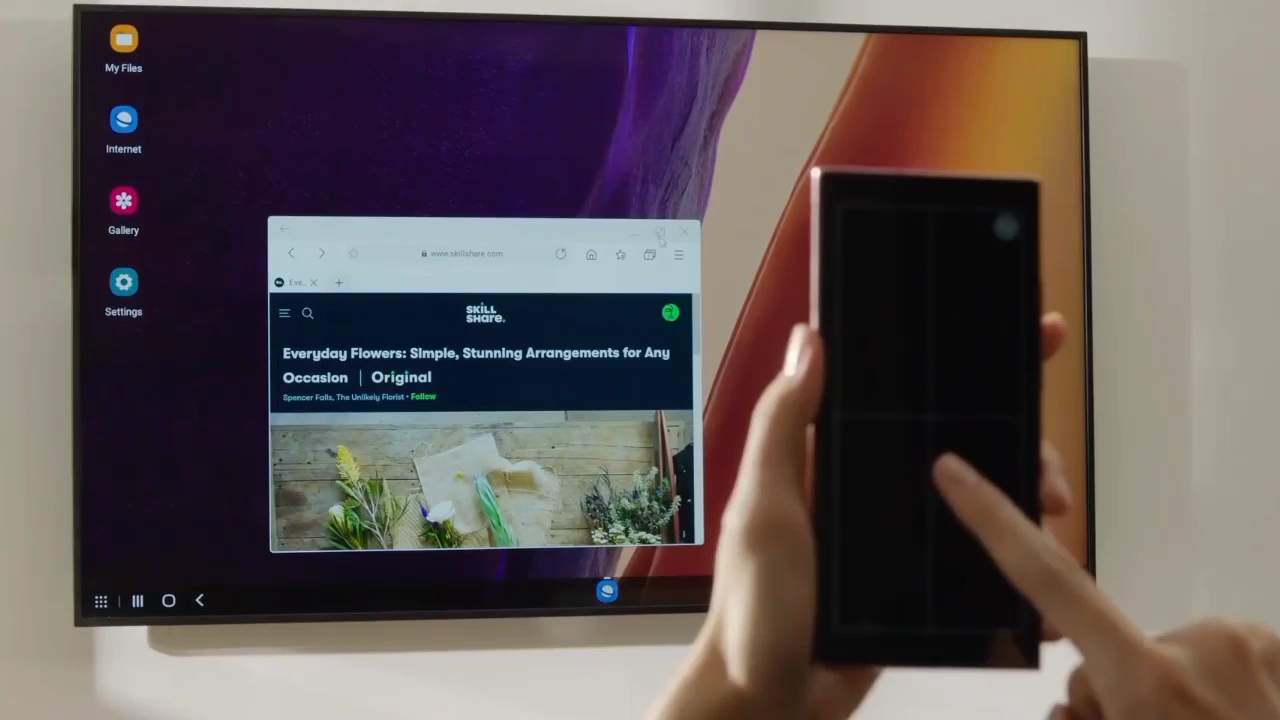 My Files
Internet
Gallery
Settings
www.skillshare.com
Eve..
SKILL
SHARE.
Everyday Flowers: Simple, Stunning Arrangements for Any
Occasion | Original
Spencer Falls, The Unlikely Florist • Follow